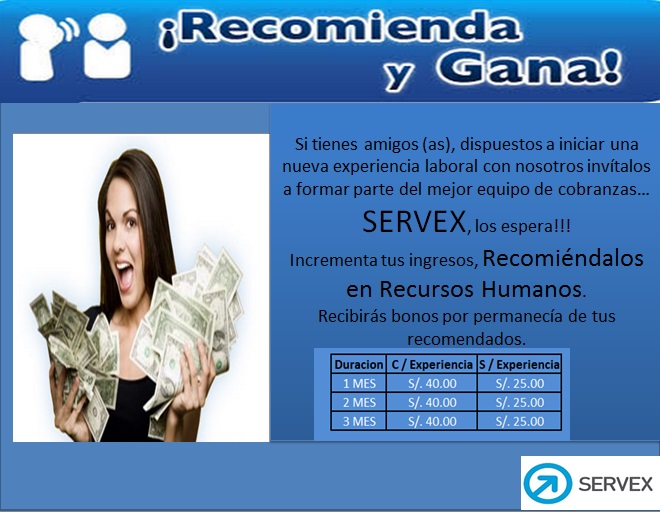 ¡Recomienda
y Gana!
Si tienes amigos (as), dispuestos a iniciar una
nueva experiencia laboral con nosotros invítalos
a formar parte del mejor equipo de cobranzas...
SERVEX, los espera!!!
Incrementa tus ingresos, Recomiéndalos
en Recursos Humanos.
Recibirás bonos por permanecía de tus
recomendados.
Duracion C / Experiencia S / Experiencia
1 MES S/. 40.00 S/. 25.00
2 MES S/. 40.00 S/. 25.00
3 MES S/. 40.00 S/. 25.00
SERVEX